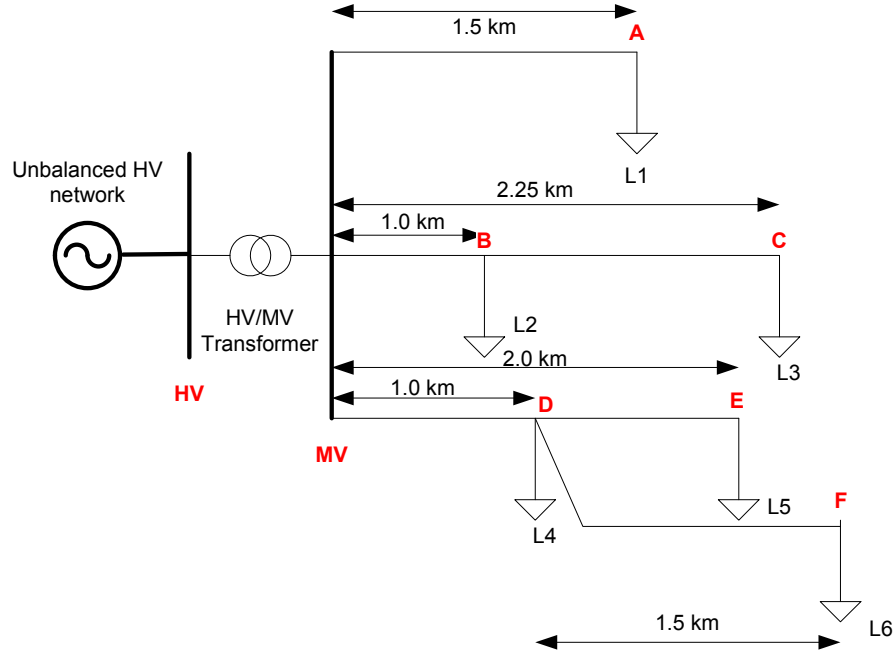 1.5 km
A
L1
Unbalanced HV
network
2.25 km
1.0 km
B
C
L2
HV/MV
Transformer
L3
2.0 km
HV
1.0 km
D
E
MV
L4
L5
F
L6
1.5 km